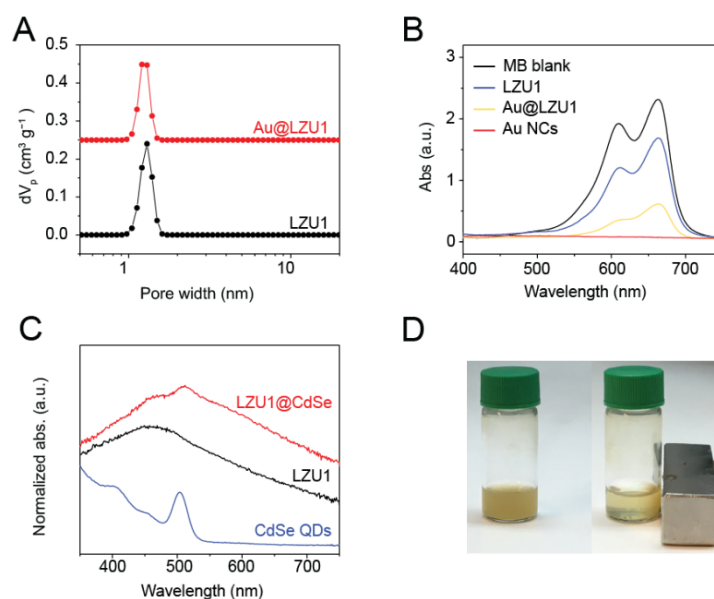 A
dVp (cm³ g⁻¹)
0.5
0.4
0.3
0.2
0.1
0.0
Au@LZU1
LZU1
1
10
Pore width (nm)
B
Abs (a.u.)
3
2
1
0
MB blank
LZU1
Au@LZU1
Au NCs
400
500
600
700
Wavelength (nm)
C
Normalized abs. (a.u.)
LZU1@CdSe
LZU1
CdSe QDs
400
500
600
700
Wavelength (nm)
D